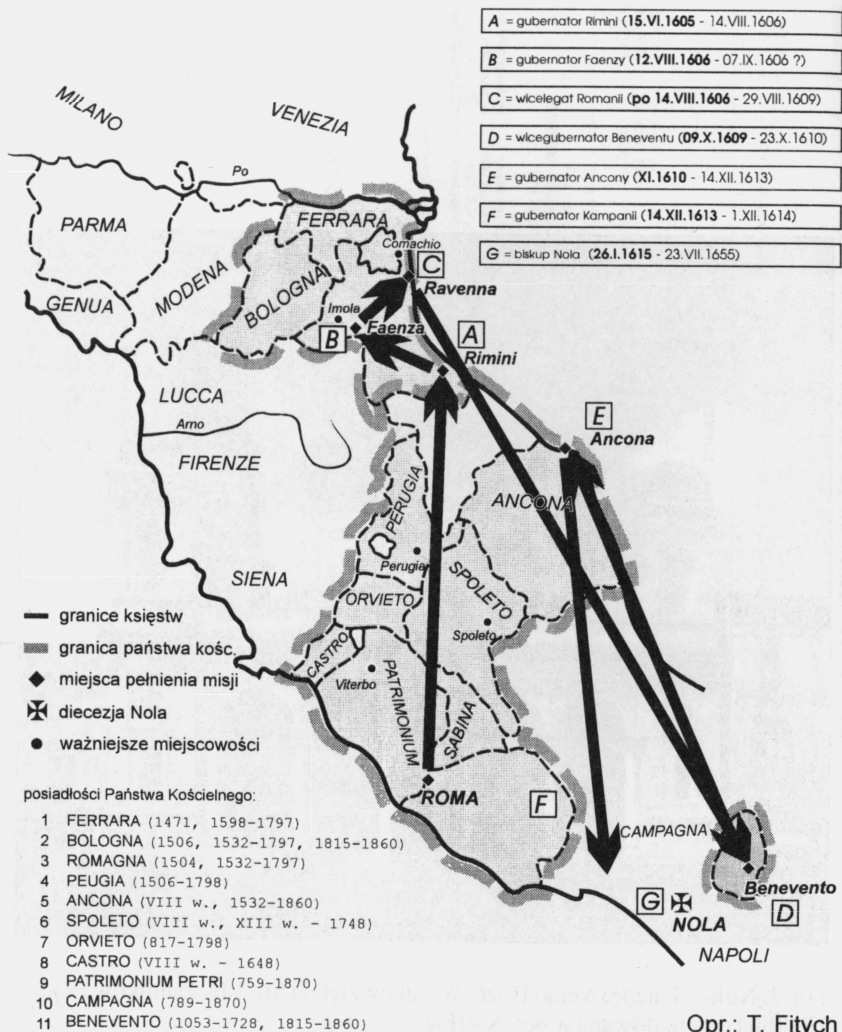 A = gubernator Rimini (15.VI.1605 - 14.VIII.1606)
B = gubernator Faenzy (12.VIII.1606 - 07.IX.1606 ?)
C = wicelegat Romanii (po 14.VIII.1606 - 29.VIII.1609)
D = wicegubernator Beneventu (09.X.1609 - 23.X.1610)
E = gubernator Ancony (XI.1610 - 14.XII.1613)
F = gubernator Kampanii (14.XII.1613 - 1.XII.1614)
G = biskup Nola (26.I.1615 - 23.VII.1655)
MILANO
VENEZIA
Po
PARMA
FERRARA
Comachio
C
Ravenna
GENUA
MODENA
BOLOGNA
Imola
B
Faenza
A
Rimini
LUCCA
Arno
FIRENZE
E
Ancona
ANCONA
PERUGIA
Perugia
SIENA
ORVIETO
SPOLETO
Spoleto
CASTRO
Viterbo
PATRIMONIUM
SABINA
ROMA
F
CAMPAGNA
Benevento
D
G
NOLA
NAPOLI
granice księstw
granica państwa kośc.
miejsca pełnienia misji
diecezja Nola
ważniejsze miejscowości
posiadłości Państwa Kościelnego:
1 FERRARA (1471, 1598-1797)
2 BOLOGNA (1506, 1532-1797, 1815-1860)
3 ROMAGNA (1504, 1532-1797)
4 PEUGIA (1506-1798)
5 ANCONA (VIII w., 1532-1860)
6 SPOLETO (VIII w., XIII w. - 1748)
7 ORVIETO (817-1798)
8 CASTRO (VIII w. - 1648)
9 PATRIMONIUM PETRI (759-1870)
10 CAMPAGNA (789-1870)
11 BENEVENTO (1053-1728, 1815-1860)
Opr.: T. Fitych